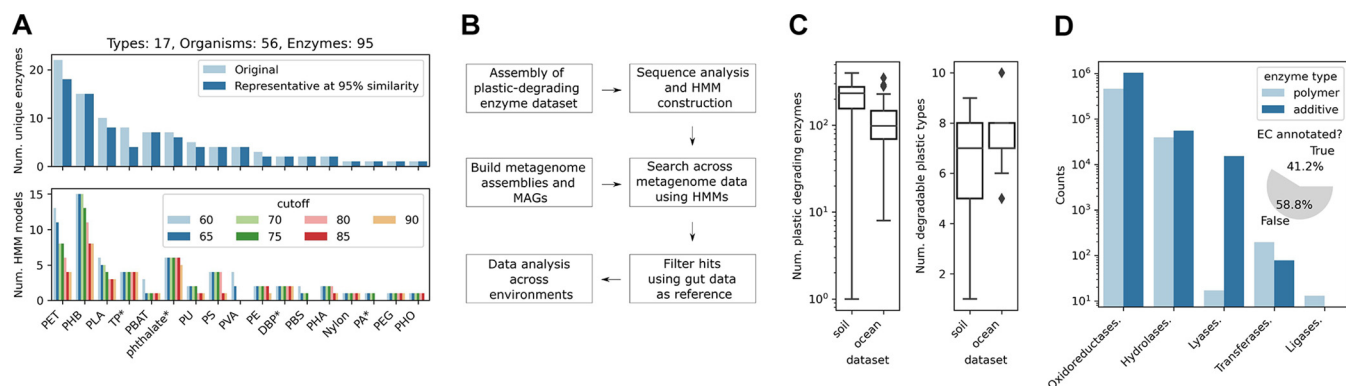 A
Types: 17, Organisms: 56, Enzymes: 95
Num. unique enzymes
20
10
0
Original
Representative at 95% similarity
Num. HMM models
15
10
5
0
cutoff
60 70 80 90
65 75 85
PET PHB PLA TP* PBAT phthalate* PU PS PVA PE DBP* PBS PHA Nylon PA* PEG PHO
B
Assembly of
plastic-degrading
enzyme dataset
Sequence analysis
and HMM
construction
Build metagenome
assemblies and
MAGs
Search across
metagenome data
using HMMs
Data analysis
across
environments
Filter hits
using gut data
as reference
C
Num. plastic degrading enzymes
10²
10¹
10⁰
soil ocean
dataset
Num. degradable plastic types
10
8
6
4
2
soil ocean
dataset
D
Counts
10⁶
10⁵
10⁴
10³
10²
10¹
enzyme type
polymer
additive
EC annotated?
True
41.2%
58.8%
False
Oxidoreductases. Hydrolases. Lyases. Transferases. Ligases.